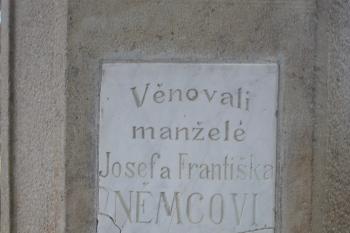 Věnovali
manželé
Josef a Františka
NĚMCOVI